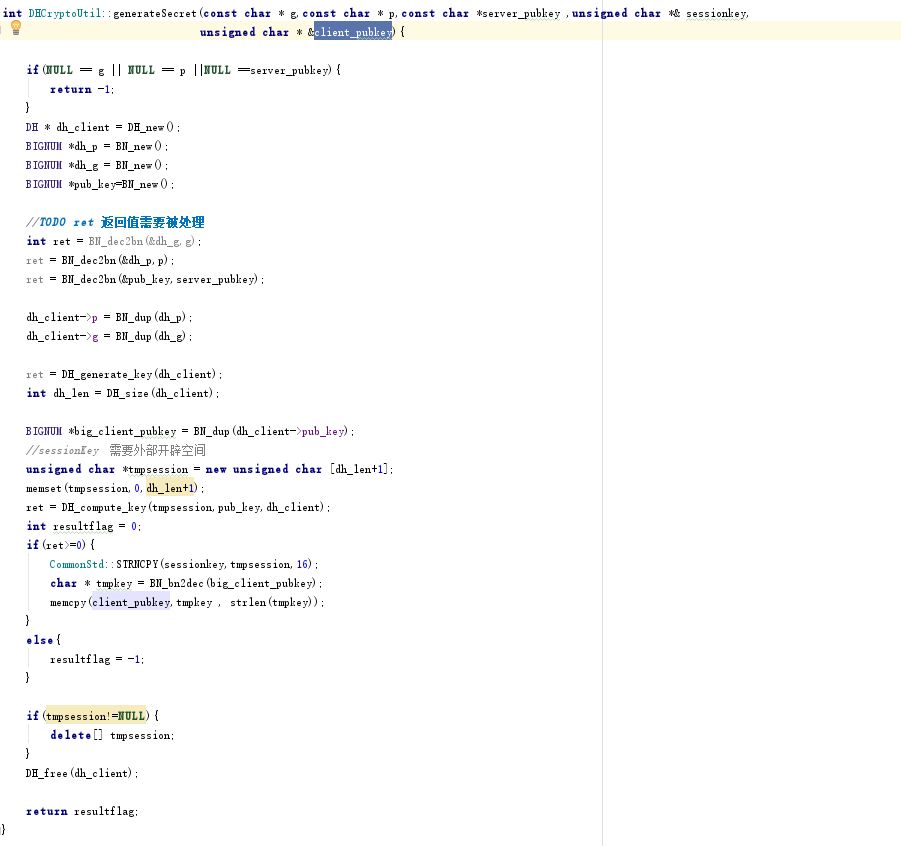 int DHCryptoUtil::generateSecret(const char * g,const char * p,const char *server_pubkey ,unsigned char *& sessionkey,
unsigned char * &client_pubkey){
if(NULL == g || NULL == p ||NULL ==server_pubkey){
return -1;
}
DH * dh_client = DH_new();
BIGNUM *dh_p = BN_new();
BIGNUM *dh_g = BN_new();
BIGNUM *pub_key=BN_new();
//TODO ret 返回值需要被处理
int ret = BN_dec2bn(&dh_g,g);
ret = BN_dec2bn(&dh_p,p);
ret = BN_dec2bn(&pub_key,server_pubkey);
dh_client->p = BN_dup(dh_p);
dh_client->g = BN_dup(dh_g);
ret = DH_generate_key(dh_client);
int dh_len = DH_size(dh_client);
BIGNUM *big_client_pubkey = BN_dup(dh_client->pub_key);
//sessionKey 需要外部开辟空间
unsigned char *tmpsession = new unsigned char [dh_len+1];
memset(tmpsession,0,dh_len+1);
ret = DH_compute_key(tmpsession,pub_key,dh_client);
int resultflag = 0;
if(ret>=0){
CommonStd::STRNCPY(sessionkey,tmpsession,16);
char * tmpkey = BN_bn2dec(big_client_pubkey);
memcpy(client_pubkey,tmpkey , strlen(tmpkey));
}
else{
resultflag = -1;
}
if(tmpsession!=NULL){
delete[] tmpsession;
}
DH_free(dh_client);
return resultflag;
}